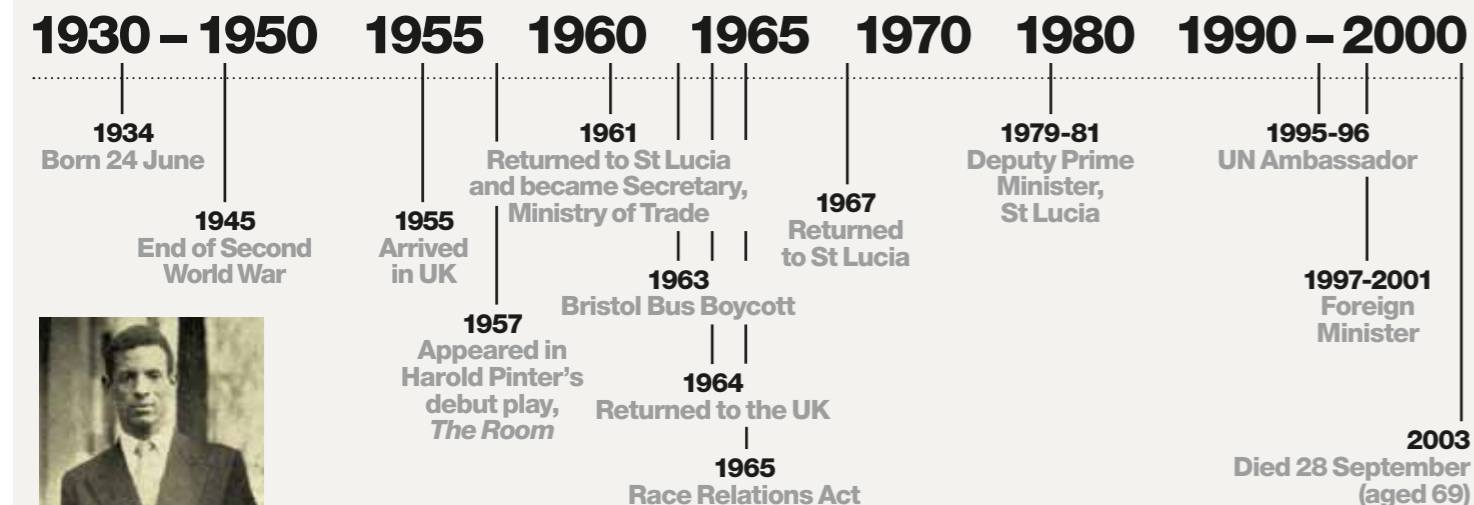 1930 – 1950 1955 1960 1965 1970 1980 1990 – 2000
1934
Born 24 June
1945
End of Second
World War
1955
Arrived
in UK
1957
Appeared in
Harold Pinter’s
debut play,
The Room
1961
Returned to St Lucia
and became Secretary,
Ministry of Trade
1963
Bristol Bus Boycott
1964
Returned to the UK
1965
Race Relations Act
1967
Returned
to St Lucia
1979-81
Deputy Prime
Minister,
St Lucia
1995-96
UN Ambassador
1997-2001
Foreign
Minister
2003
Died 28 September
(aged 69)